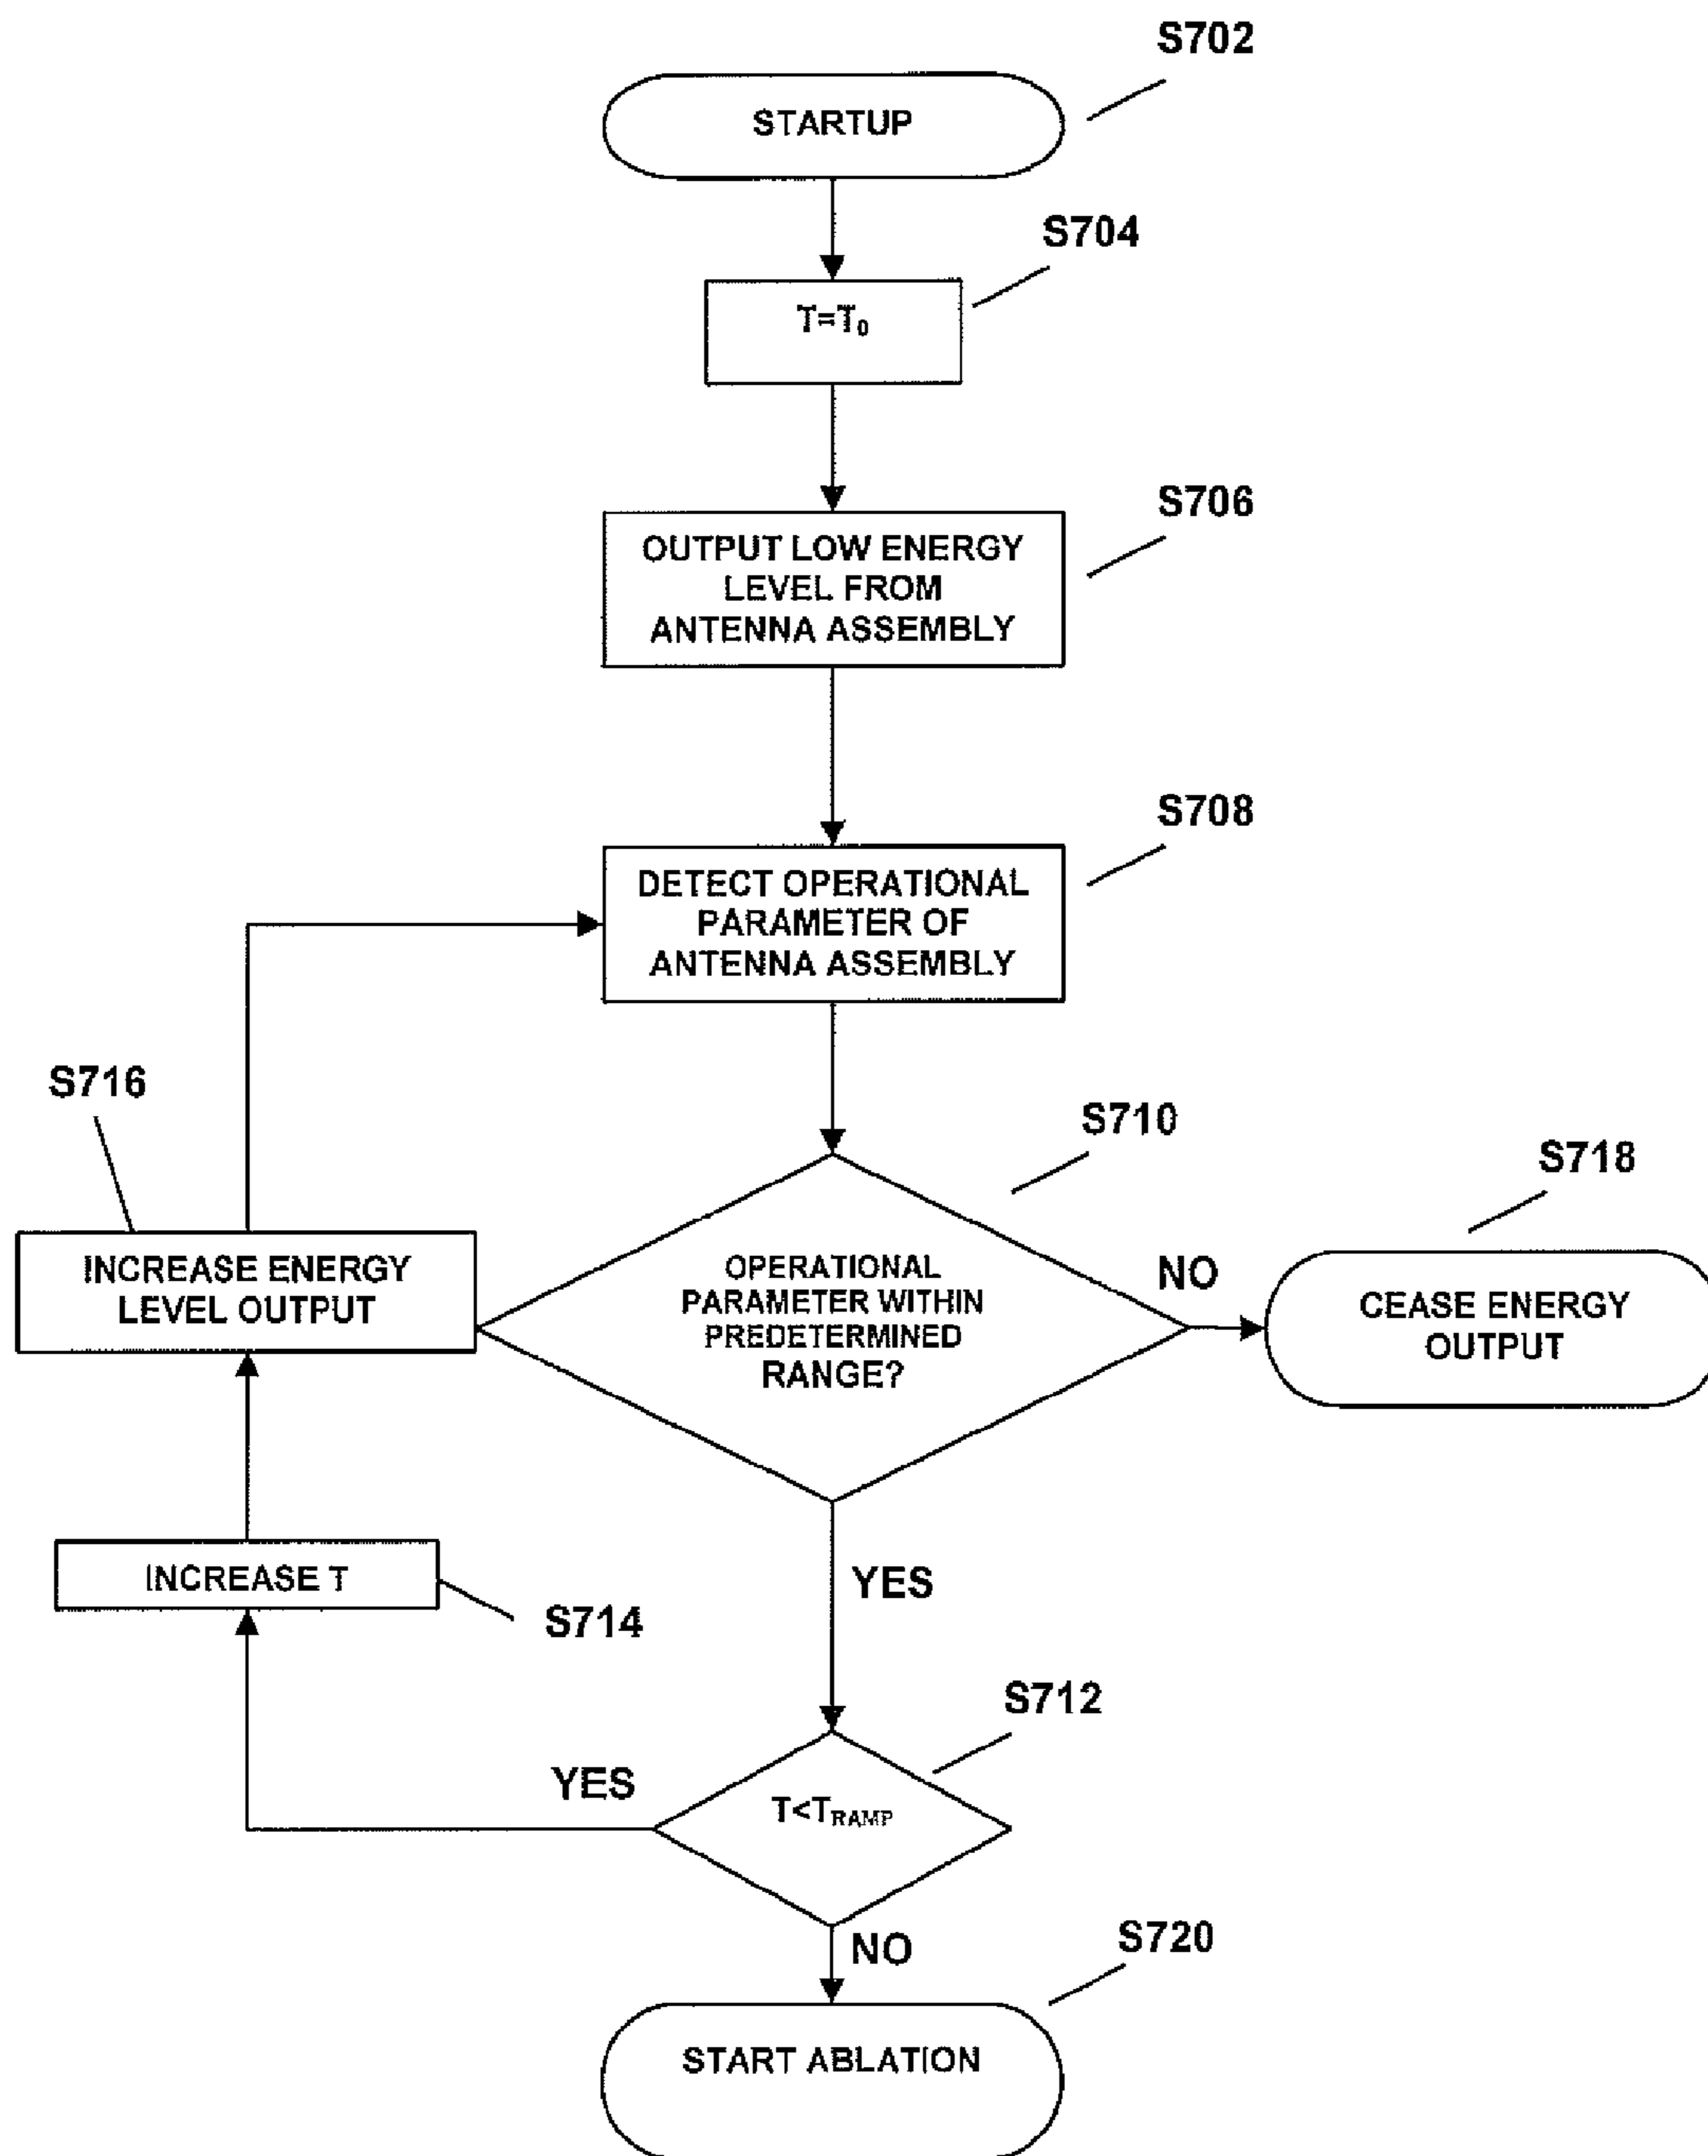 S702
STARTUP
S704
T=T₀
S706
OUTPUT LOW ENERGY
LEVEL FROM
ANTENNA ASSEMBLY
S708
DETECT OPERATIONAL
PARAMETER OF
ANTENNA ASSEMBLY
S716
INCREASE ENERGY
LEVEL OUTPUT
S710
OPERATIONAL
PARAMETER WITHIN
PREDETERMINED
RANGE?
NO
S718
CEASE ENERGY
OUTPUT
YES
INCREASE T
S714
S712
T<T_RAMP
YES
NO
S720
START ABLATION